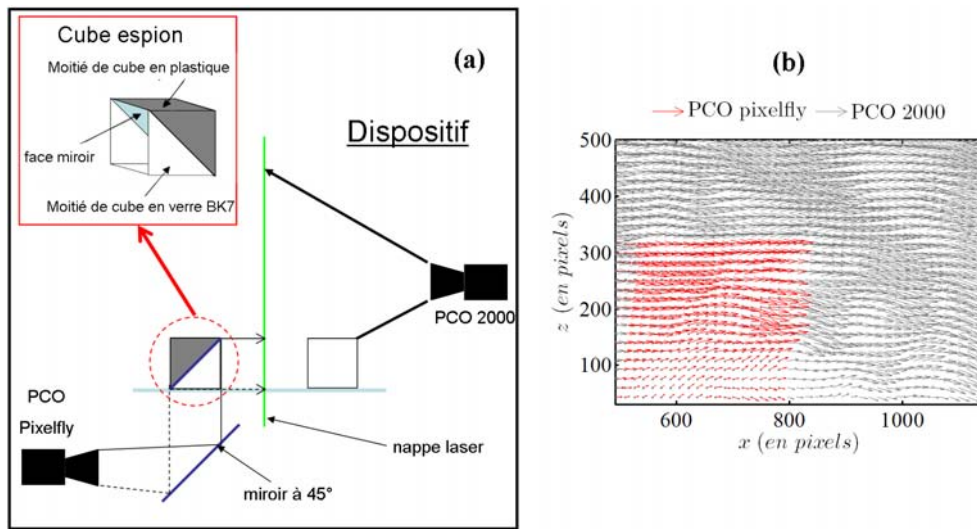 Cube espion
Moitié de cube en plastique
face miroir
Moitié de cube en verre BK7
(a)
Dispositif
PCO 2000
PCO
Pixelfly
nappe laser
miroir à 45°
(b)
PCO pixelfly PCO 2000
500
400
300
200
100
z (en pixels)
600 800 1000
x (en pixels)